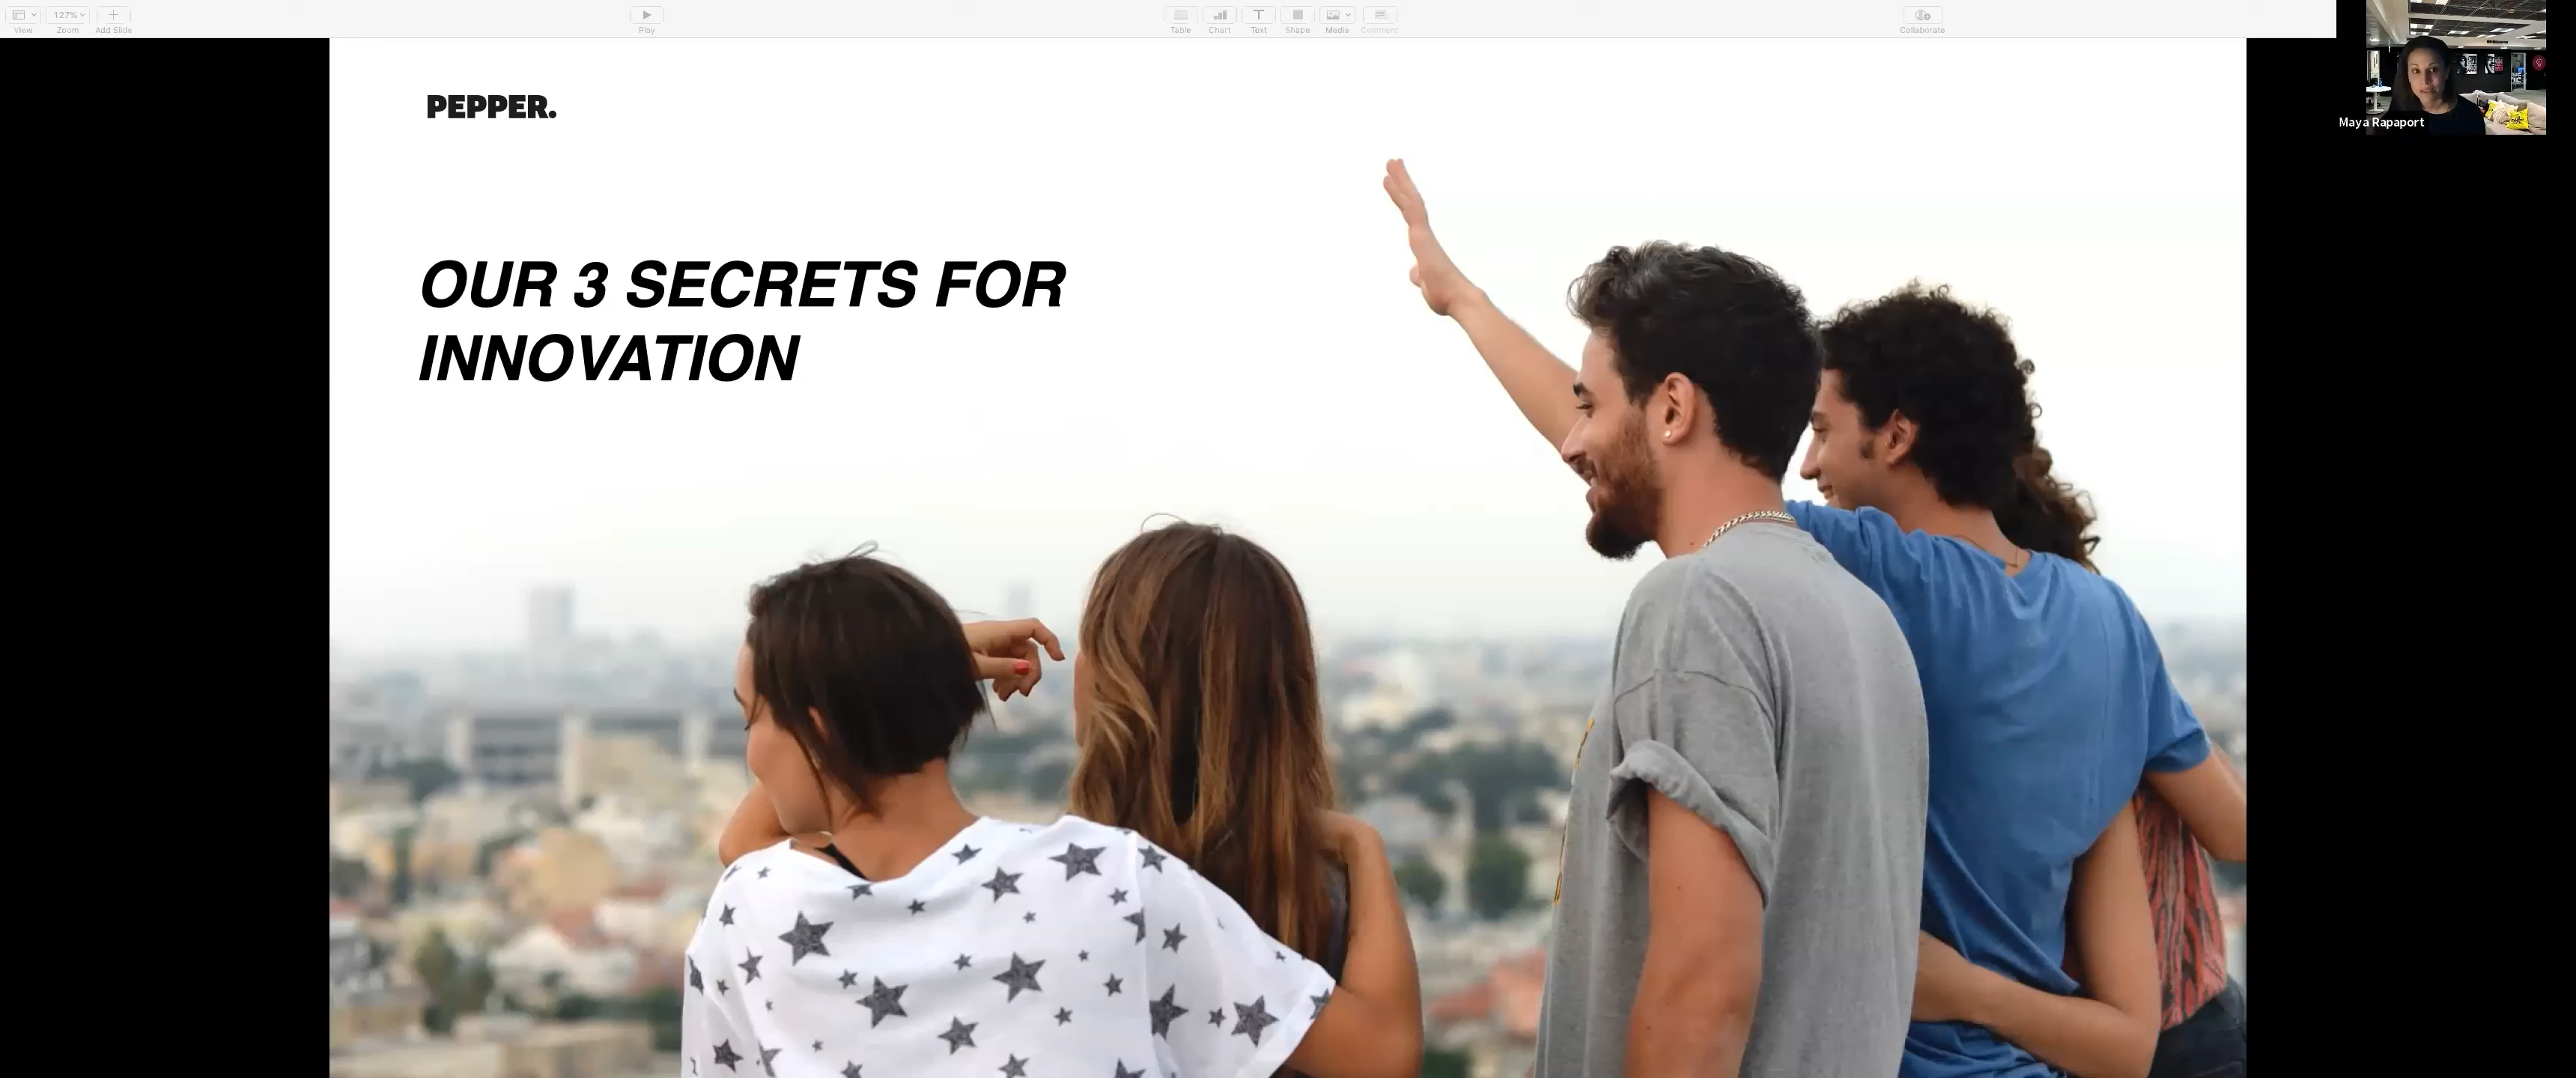 127%
View
Zoom
Add Slide
Play
Table
Chart
Text
Shape
Media
Comment
Collaborate
Maya Rapaport
PEPPER.
OUR 3 SECRETS FOR
INNOVATION